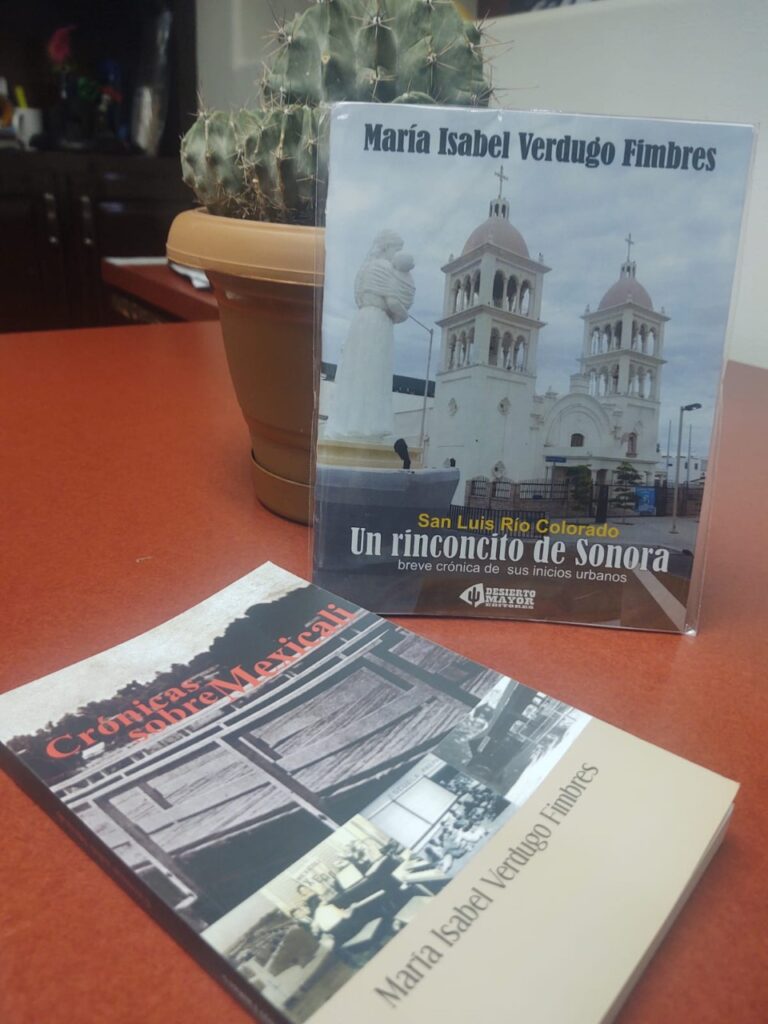 María Isabel Verdugo Fimbres
San Luis Río Colorado
Un rinconcito de Sonora
breve crónica de sus inicios urbanos
DESIERTO
MAYOR
EDITORES
Crónicas
sobre Mexicali
María Isabel Verdugo Fimbres